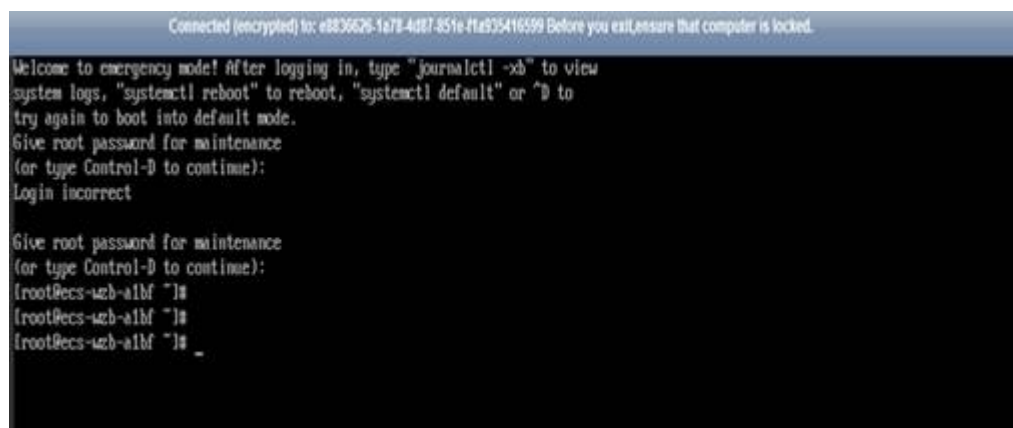 Connected (encrypted) to: e8836626-1a78-4d87-851e-f1a935416599 Before you exit,ensure that computer is locked.
Welcome to emergency mode! After logging in, type "journalctl -xb" to view
system logs, "systemctl reboot" to reboot, "systemctl default" or ^D to
try again to boot into default mode.
Give root password for maintenance
(or type Control-D to continue):
Login incorrect
Give root password for maintenance
(or type Control-D to continue):
[root@ecs-wzb-a1bf ~]#
[root@ecs-wzb-a1bf ~]#
[root@ecs-wzb-a1bf ~]# _